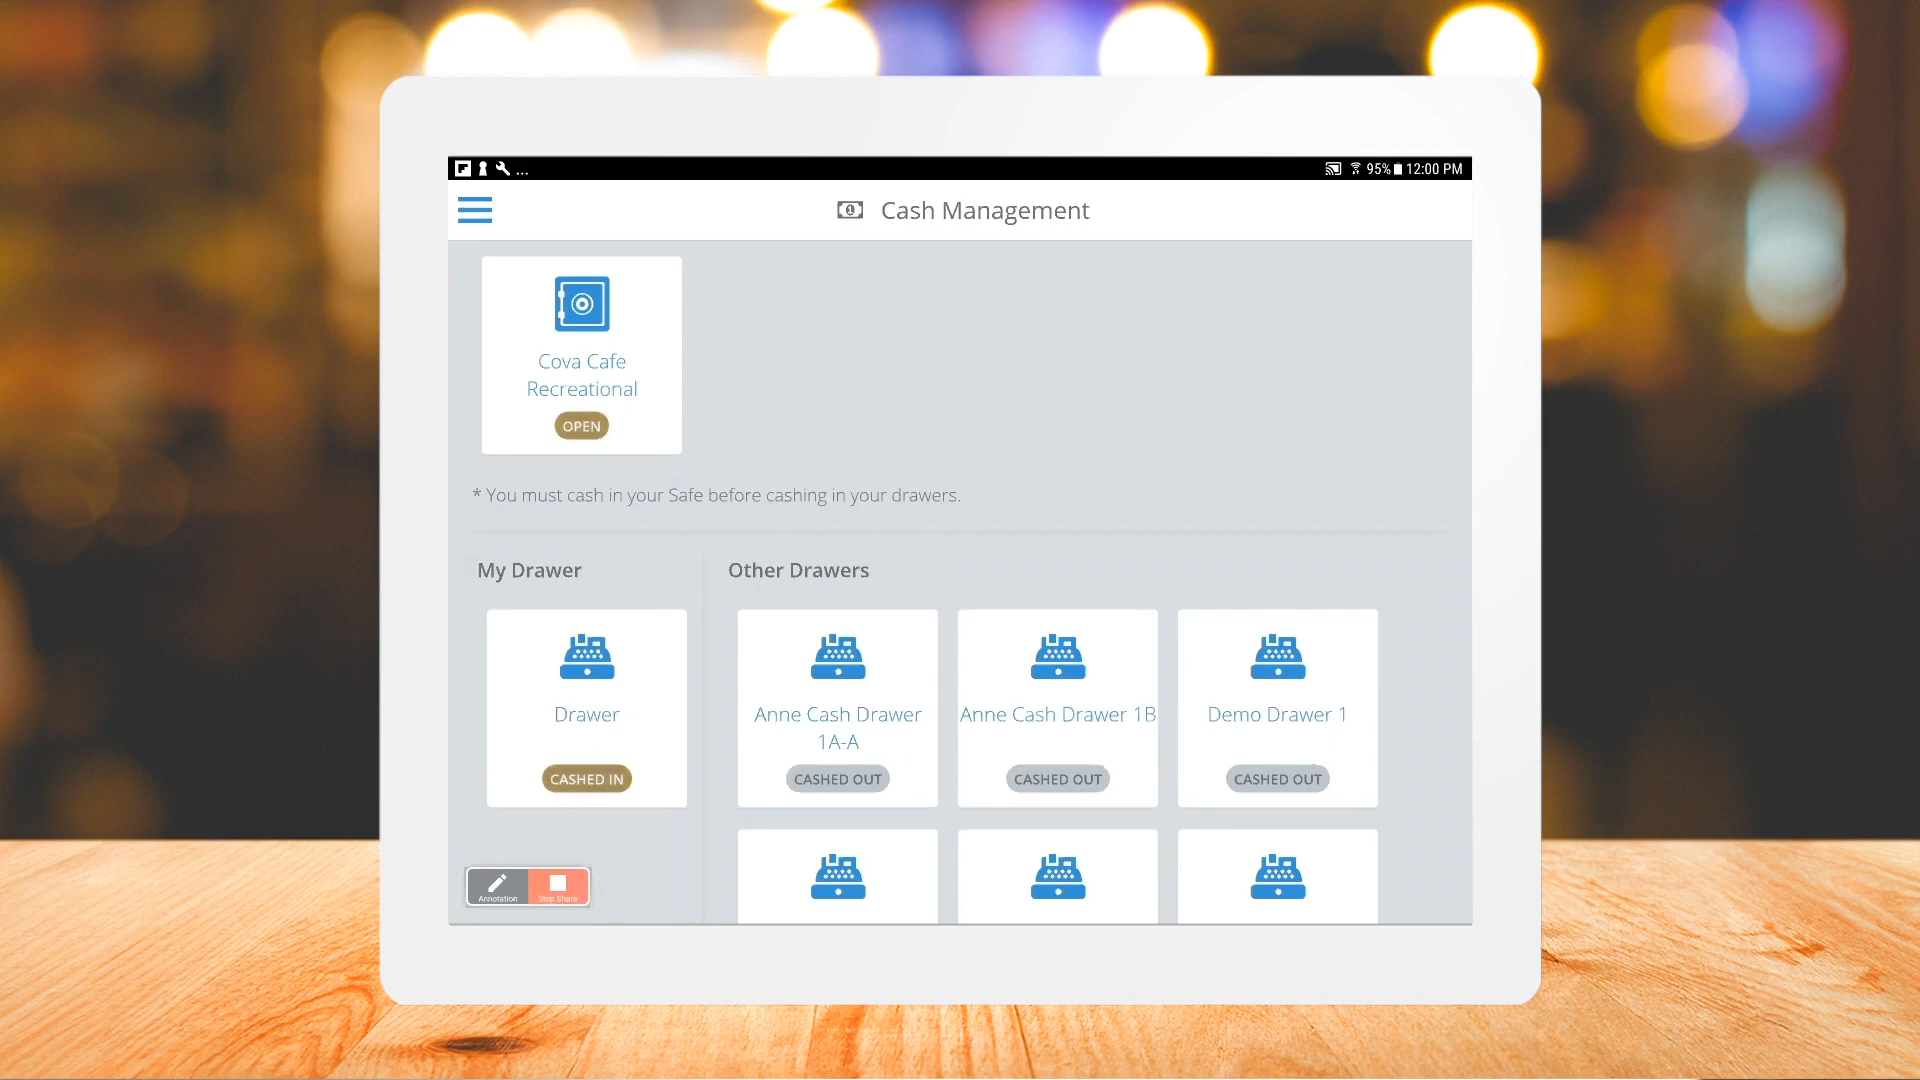 ... 95% 12:00 PM
Cash Management
Cova Cafe
Recreational
OPEN
* You must cash in your Safe before cashing in your drawers.
My Drawer
Other Drawers
Drawer
CASHED IN
Anne Cash Drawer
1A-A
CASHED OUT
Anne Cash Drawer 1B
CASHED OUT
Demo Drawer 1
CASHED OUT
Annotation
Stop Share